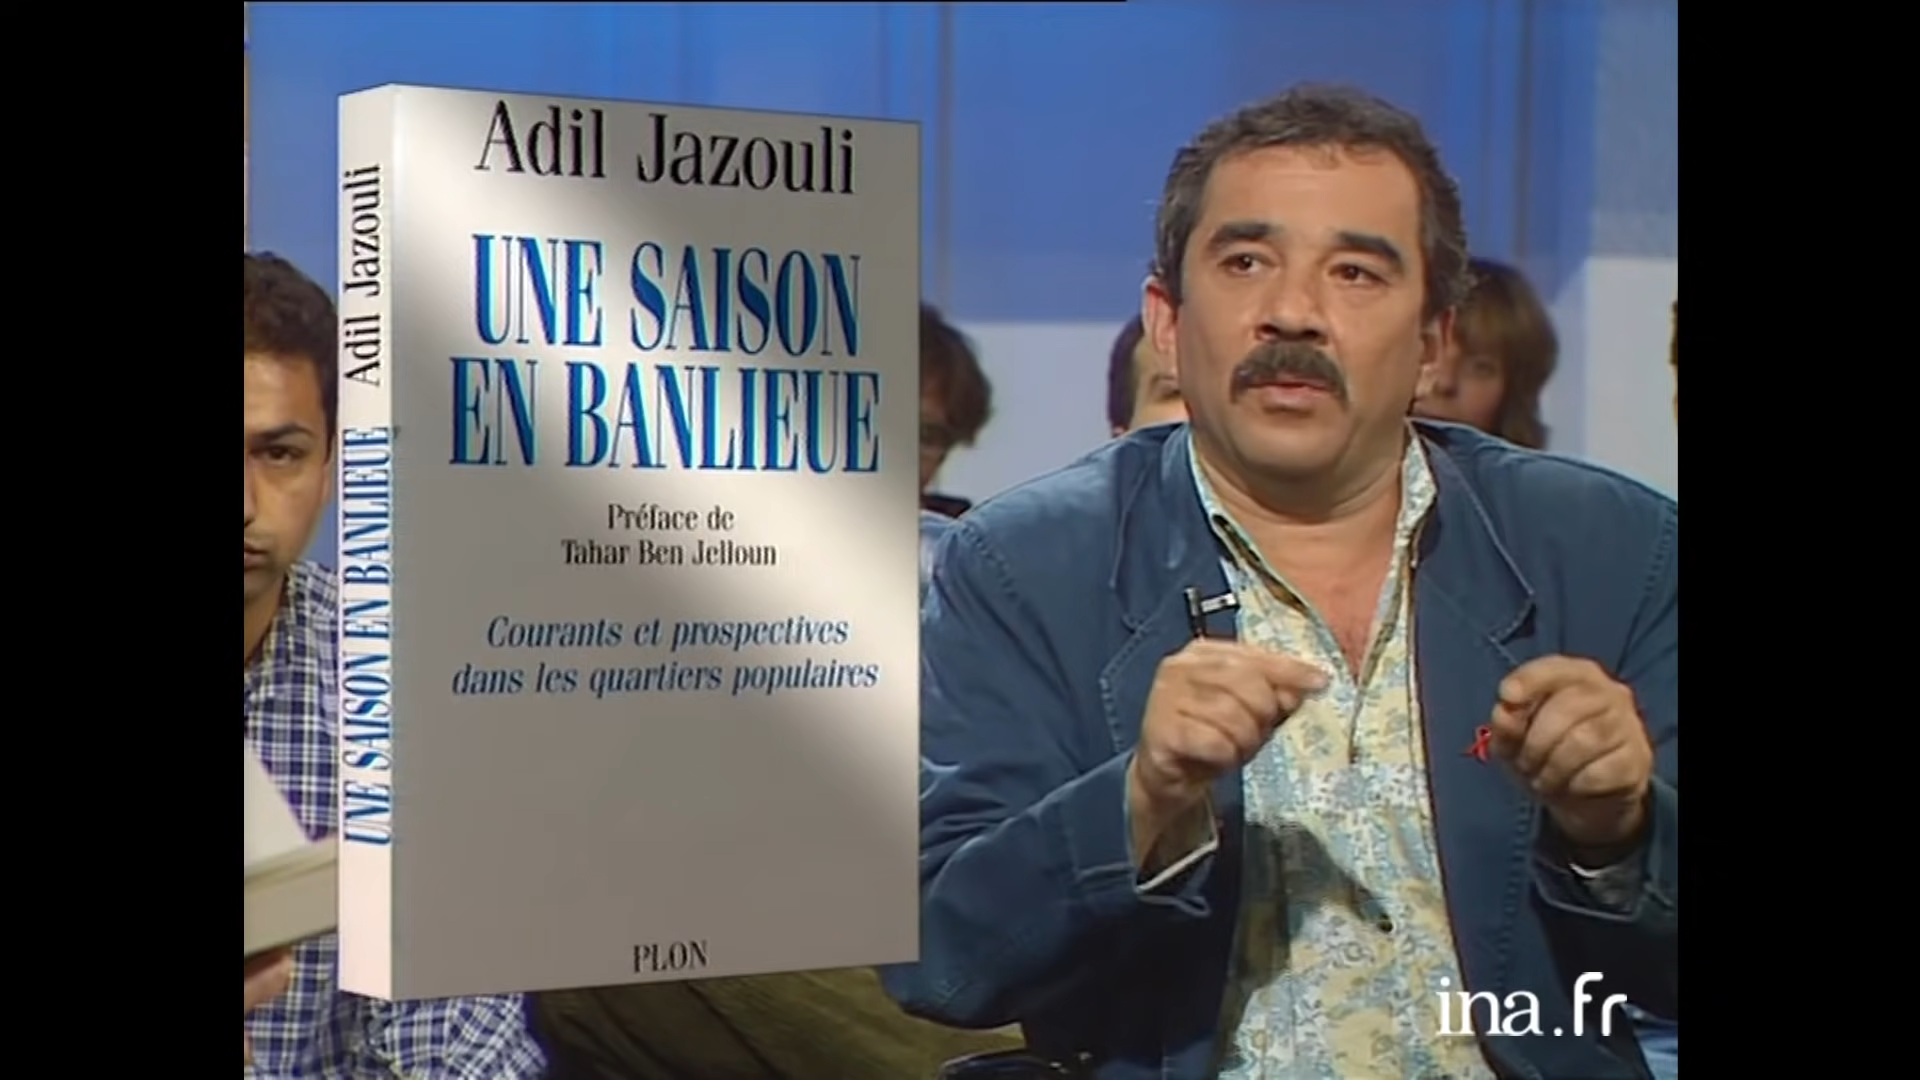 Adil Jazouli
UNE SAISON
EN BANLIEUE
Préface de
Tahar Ben Jelloun
Courants et prospectives
dans les quartiers populaires
PLON
UNE SAISON EN BANLIEUE Adil Jazouli
ina.fr